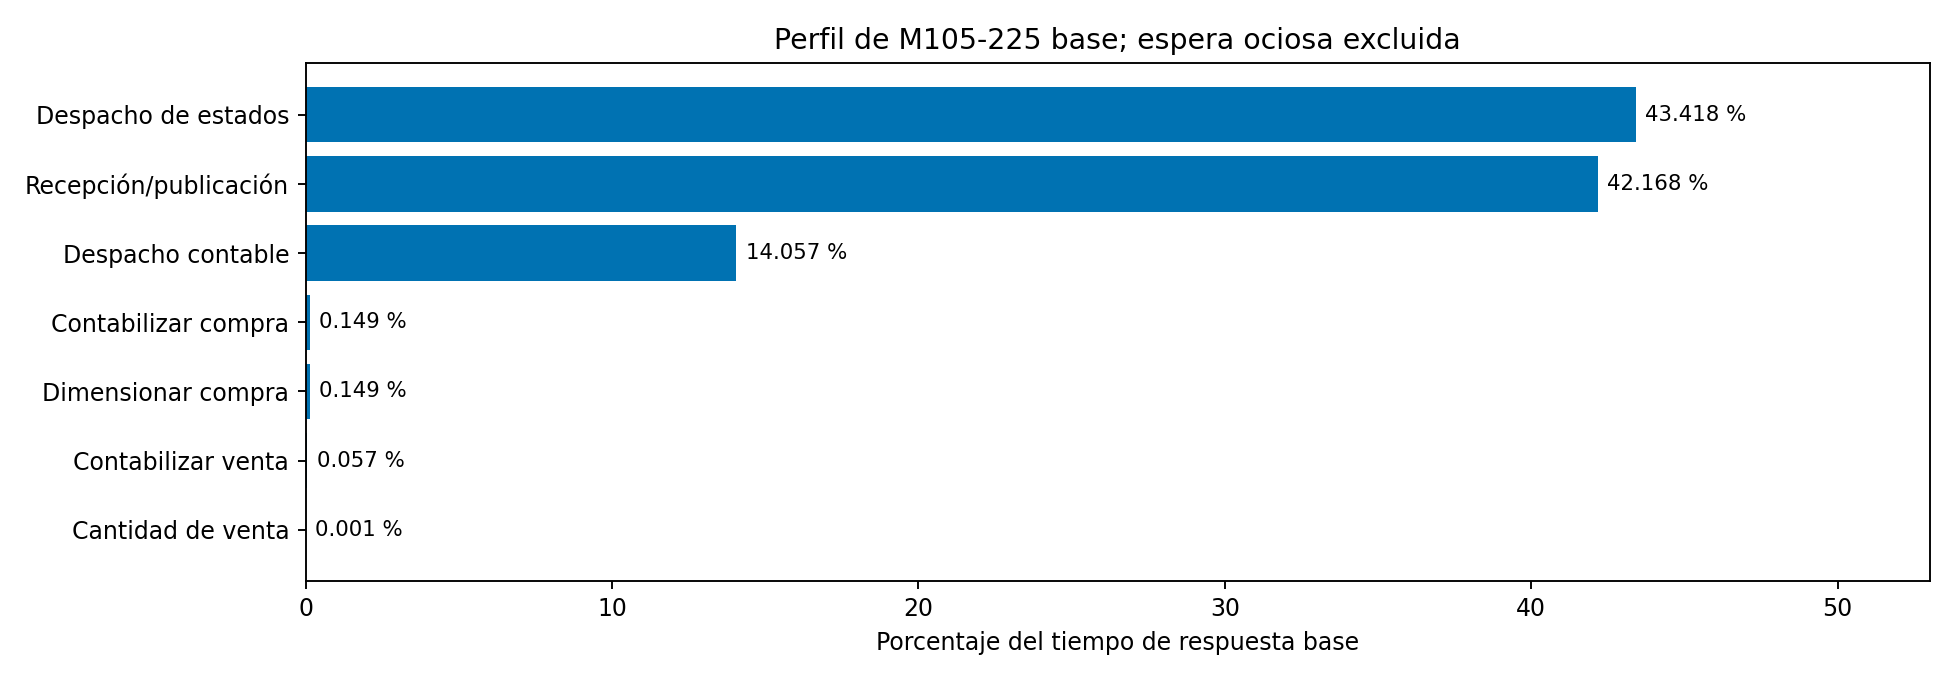 Perfil de M105-225 base; espera ociosa excluida
Despacho de estados 43.418 %
Recepción/publicación 42.168 %
Despacho contable 14.057 %
Contabilizar compra 0.149 %
Dimensionar compra 0.149 %
Contabilizar venta 0.057 %
Cantidad de venta 0.001 %
0 10 20 30 40 50
Porcentaje del tiempo de respuesta base